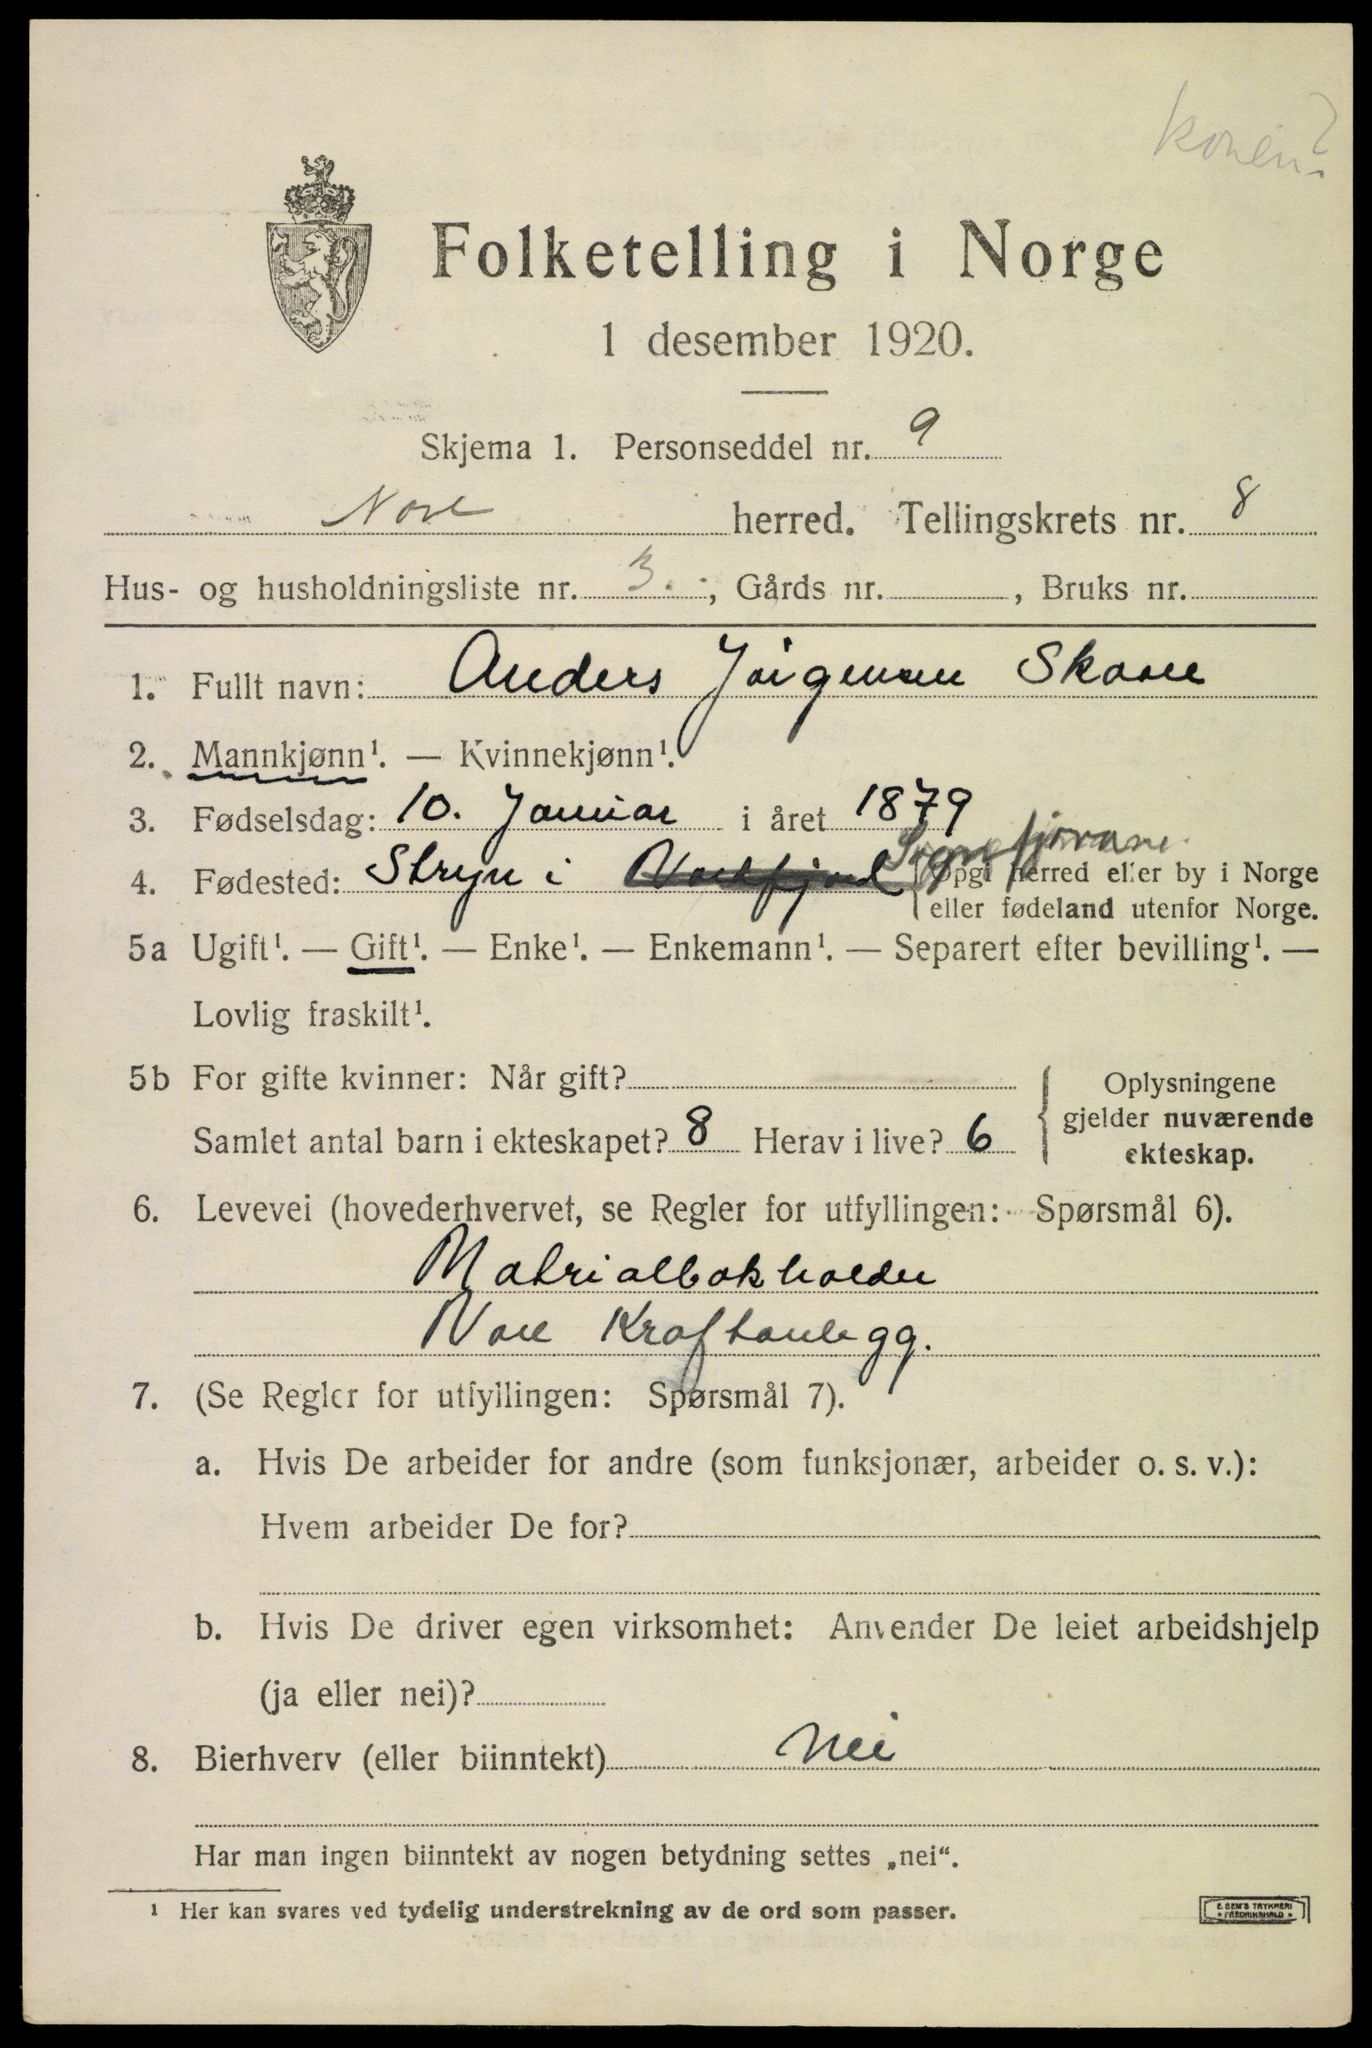 konen?
Folketelling i Norge
1 desember 1920.
Skjema 1. Personseddel nr. 9
Nore herred. Tellingskrets nr. 8
Hus- og husholdningsliste nr. 3. , Gårds nr. , Bruks nr.
1. Fullt navn: Anders Jörgensen
2. Mannkjønn¹. — Kvinnekjønn¹.
3. Fødselsdag: 10. Januar i året 1879
4. Fødested: Stryn i Nordfjord Sogn fjorane. Opgi herred eller by i Norge
eller fødeland utenfor Norge.
5a Ugift¹. — Gift¹. — Enke¹. — Enkemann¹. — Separert efter bevilling¹. —
Lovlig fraskilt¹.
5b For gifte kvinner: Når gift?
Samlet antal barn i ekteskapet? 8 Herav i live? 6
Oplysningene
gjelder nuværende
ekteskap.
6. Levevei (hovederhvervet, se Regler for utfyllingen: Spørsmål 6).
Matrialbokholder
Nore Kraftanlegg.
7. (Se Regler for utfyllingen: Spørsmål 7).
a. Hvis De arbeider for andre (som funksjonær, arbeider o. s. v.):
Hvem arbeider De for?
b. Hvis De driver egen virksomhet: Anvender De leiet arbeidshjelp
(ja eller nei)?
8. Bierhverv (eller biinntekt) Nei
Har man ingen biinntekt av nogen betydning settes „nei“.
¹ Her kan svares ved tydelig understrekning av de ord som passer.
E. SEM'S TRYKKERI
• FREDRIKSHALD •